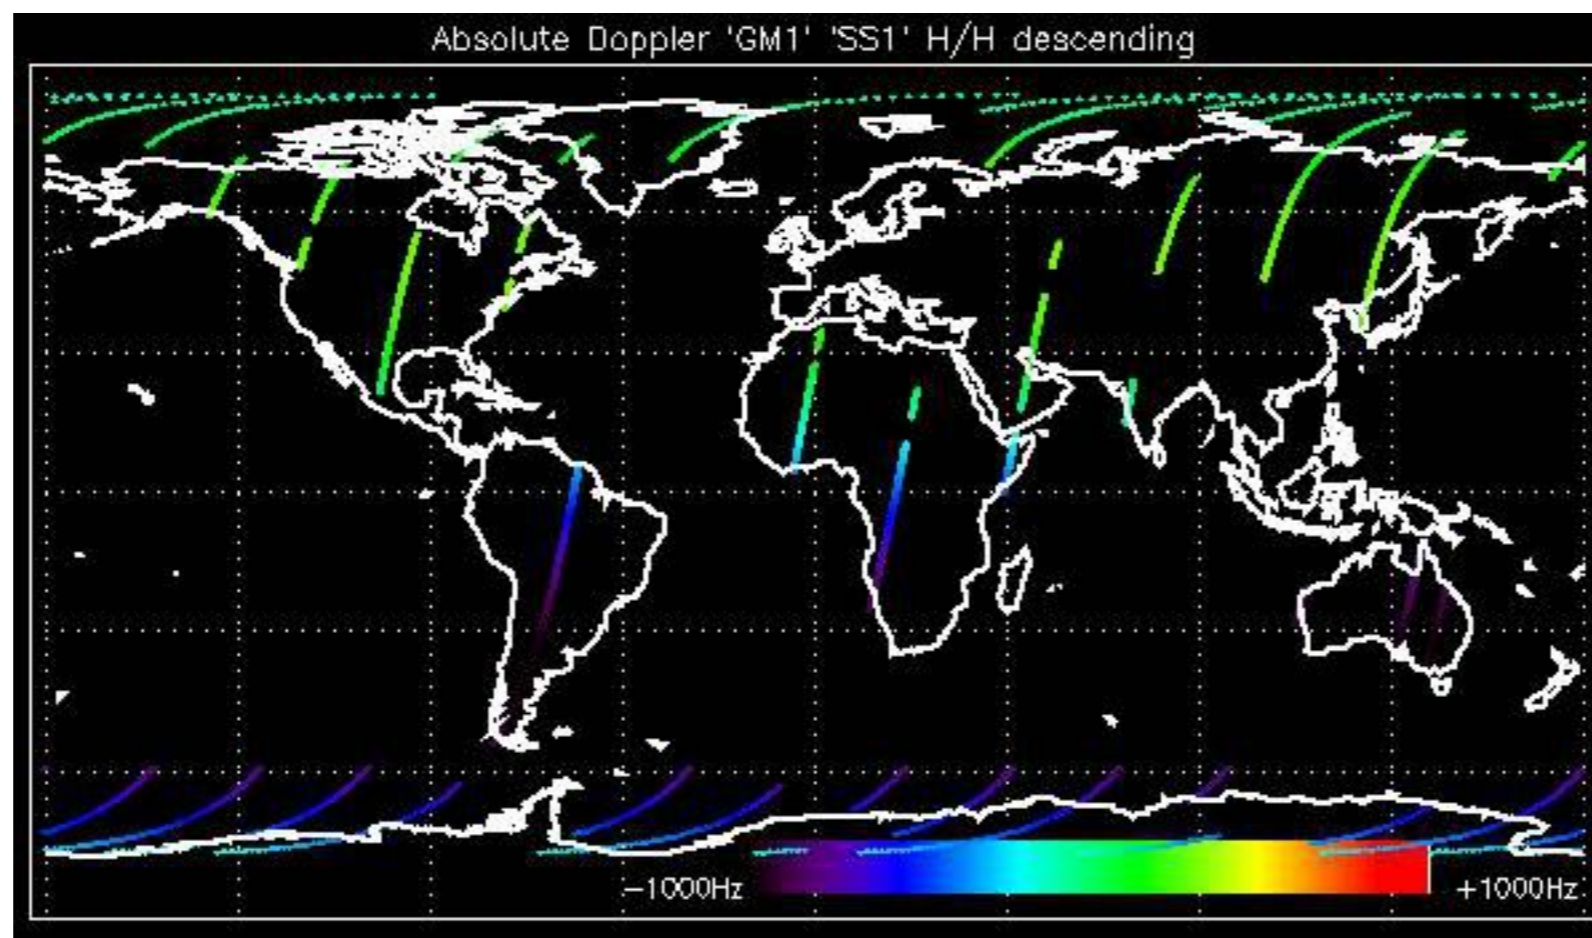 Absolute Doppler 'GM1' 'SS1' H/H descending
-1000Hz +1000Hz